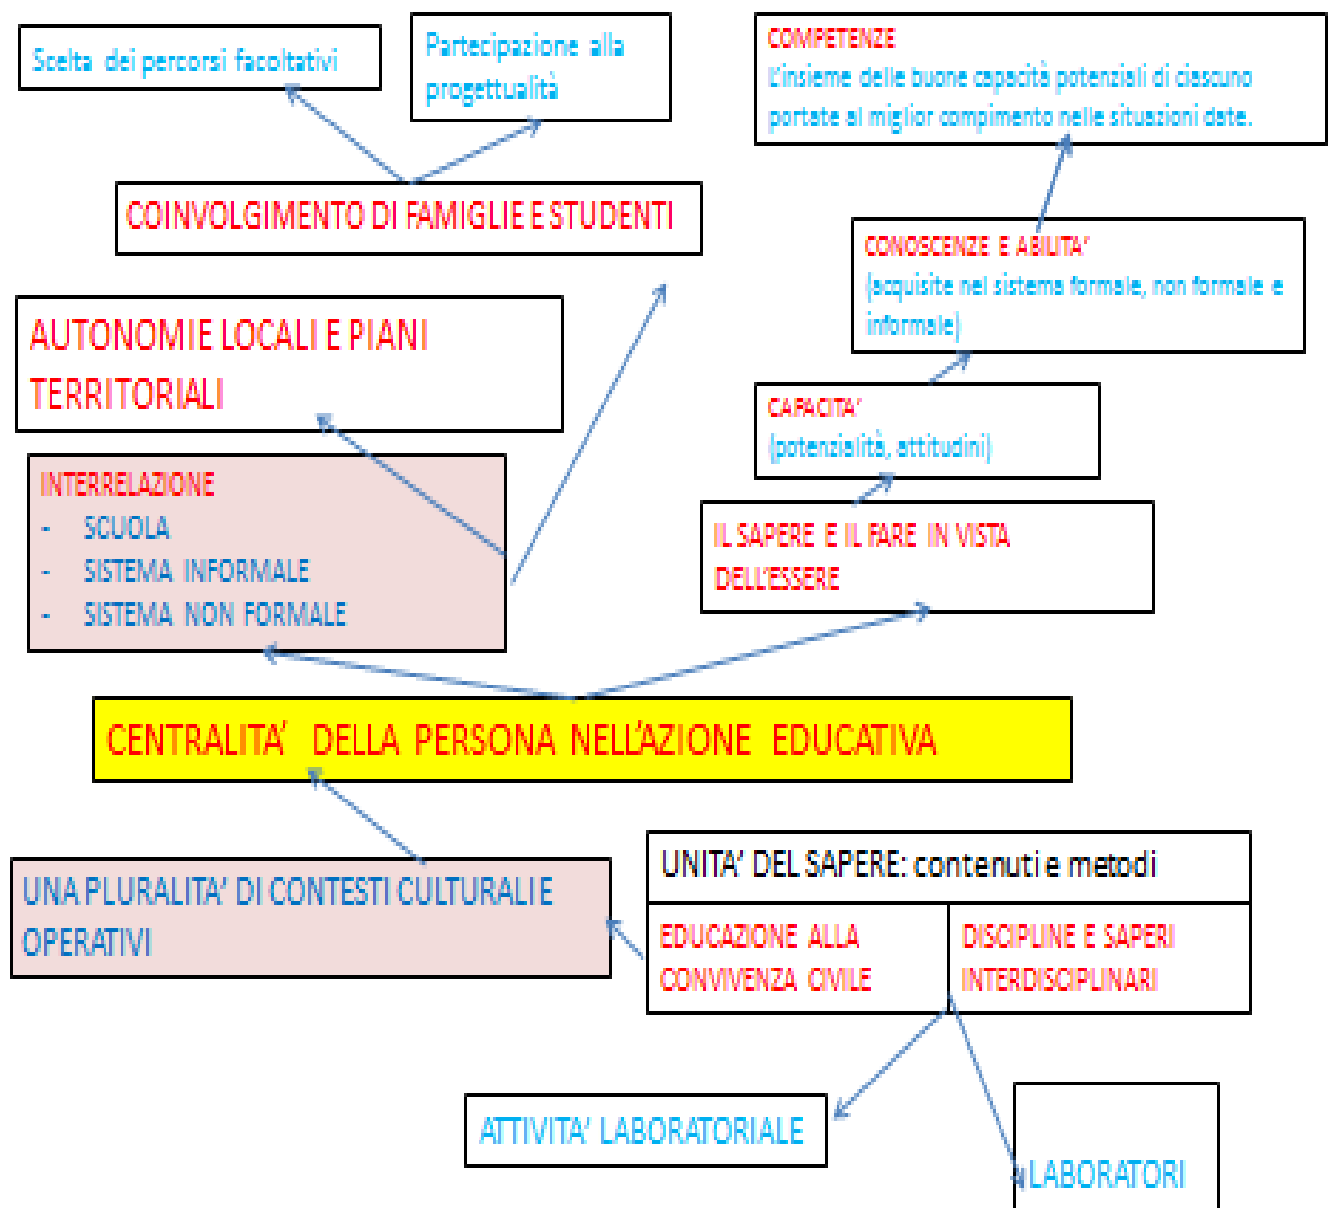 Scelta dei percorsi facoltativi
Partecipazione alla
progettualità
COMPETENZE
L'insieme delle buone capacità potenziali di ciascuno
portate al miglior compimento nelle situazioni date.
COINVOLGIMENTO DI FAMIGLIE E STUDENTI
CONOSCENZE E ABILITA'
(acquisite nel sistema formale, non formale e
informale)
AUTONOMIE LOCALI E PIANI
TERRITORIALI
CAPACITA'
(potenzialità, attitudini)
INTERRELAZIONE
- SCUOLA
- SISTEMA INFORMALE
- SISTEMA NON FORMALE
IL SAPERE E IL FARE IN VISTA
DELL'ESSERE
CENTRALITA' DELLA PERSONA NELL'AZIONE EDUCATIVA
UNA PLURALITA' DI CONTESTI CULTURALI E
OPERATIVI
UNITA' DEL SAPERE: contenuti e metodi
EDUCAZIONE ALLA
CONVIVENZA CIVILE
DISCIPLINE E SAPERI
INTERDISCIPLINARI
ATTIVITA' LABORATORIALE
LABORATORI